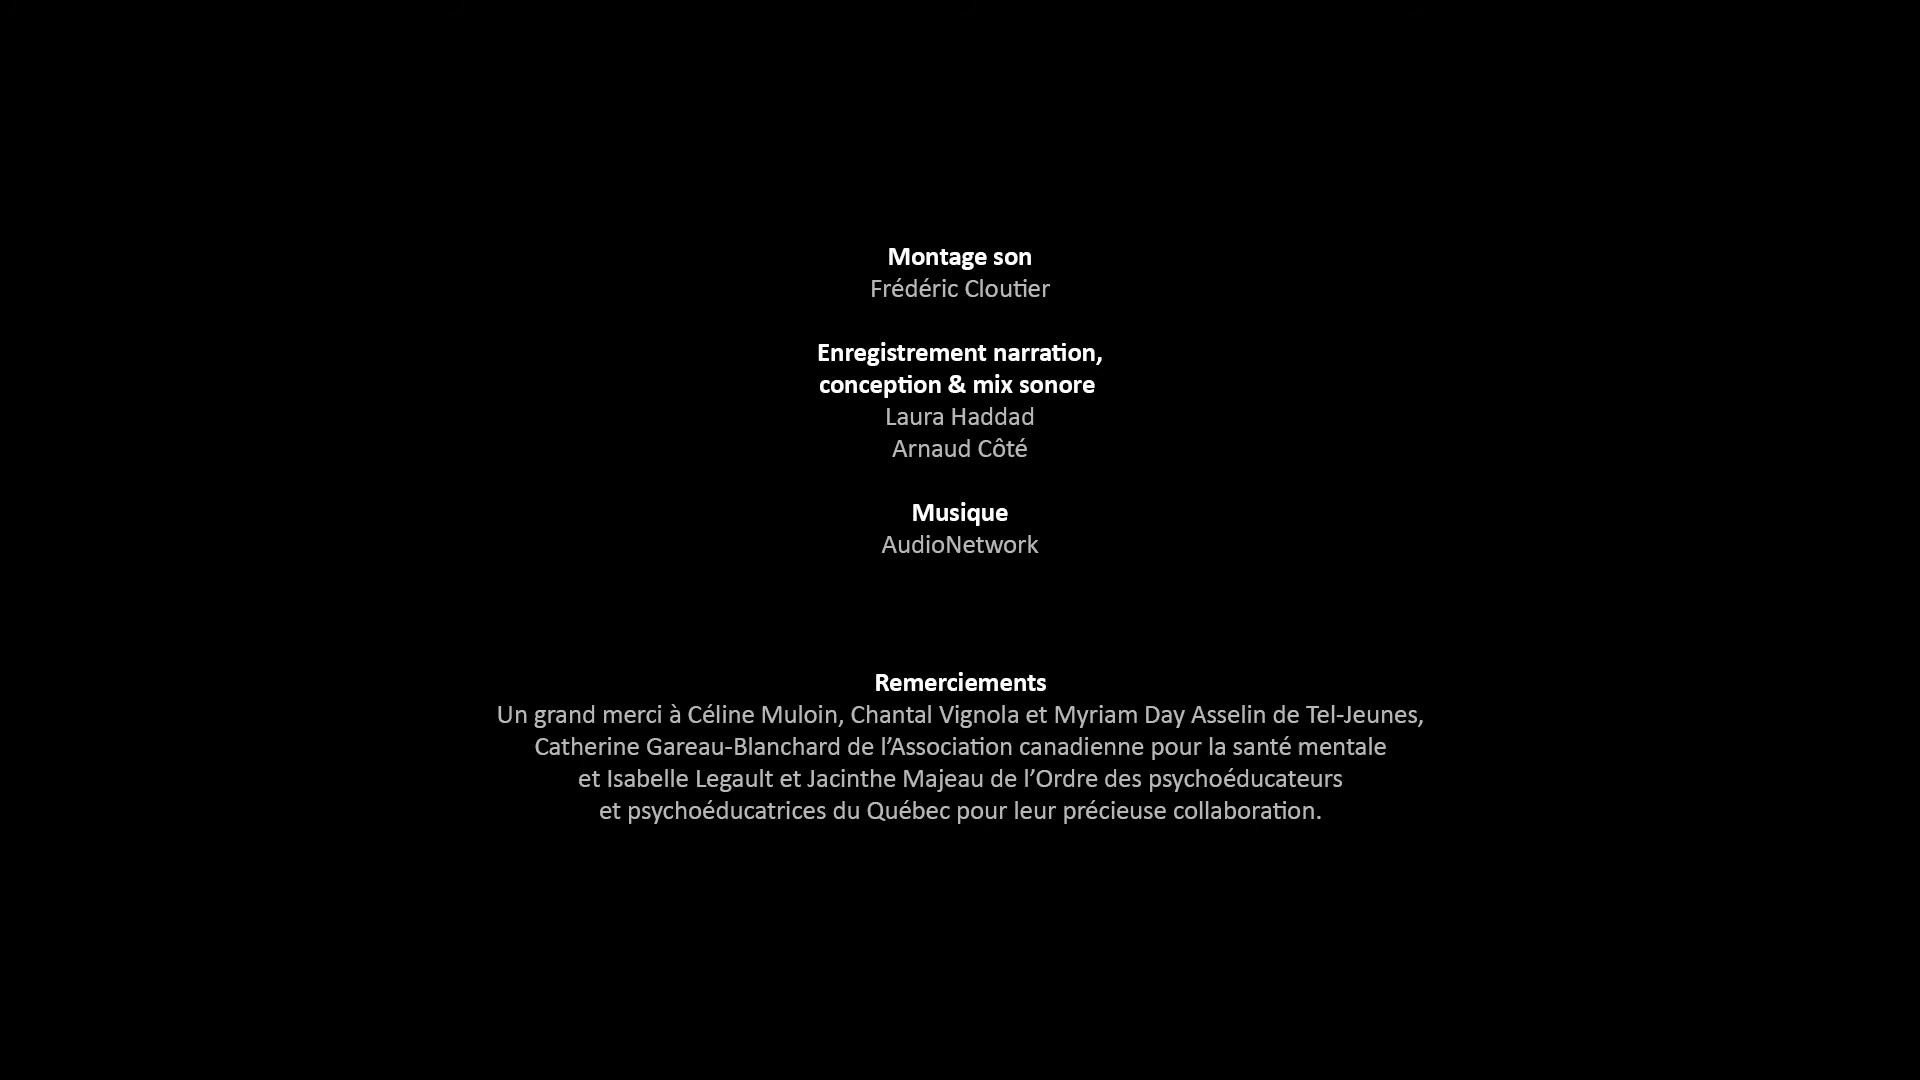 Montage son
Frédéric Cloutier
Enregistrement narration,
conception & mix sonore
Laura Haddad
Arnaud Côté
Musique
AudioNetwork
Remerciements
Un grand merci à Céline Muloin, Chantal Vignola et Myriam Day Asselin de Tel-Jeunes,
Catherine Gareau-Blanchard de l’Association canadienne pour la santé mentale
et Isabelle Legault et Jacinthe Majeau de l’Ordre des psychoéducateurs
et psychoéducatrices du Québec pour leur précieuse collaboration.